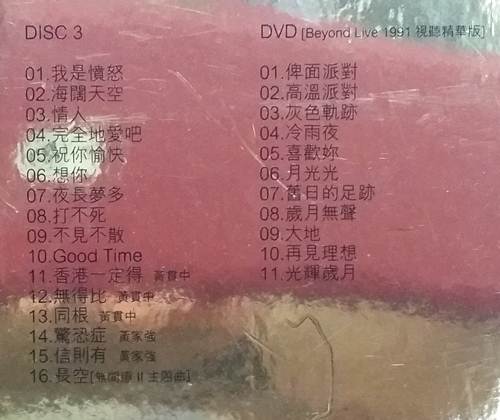 DISC 3
01.我是憤怒
02.海闊天空
03.情人
04.完全地愛吧
05.祝你愉快
06.想你
07.夜長夢多
08.打不死
09.不見不散
10.Good Time
11.香港一定得 黃貫中
12.無得比 黃貫中
13.同根 黃貫中
14.驚恐症 黃家強
15.信則有 黃家強
16.長空[無間道 II 主題曲]
DVD [Beyond Live 1991 視聽精華版]
01.俾面派對
02.高溫派對
03.灰色軌跡
04.冷雨夜
05.喜歡妳
06.月光光
07.舊日的足跡
08.歲月無聲
09.大地
10.再見理想
11.光輝歲月